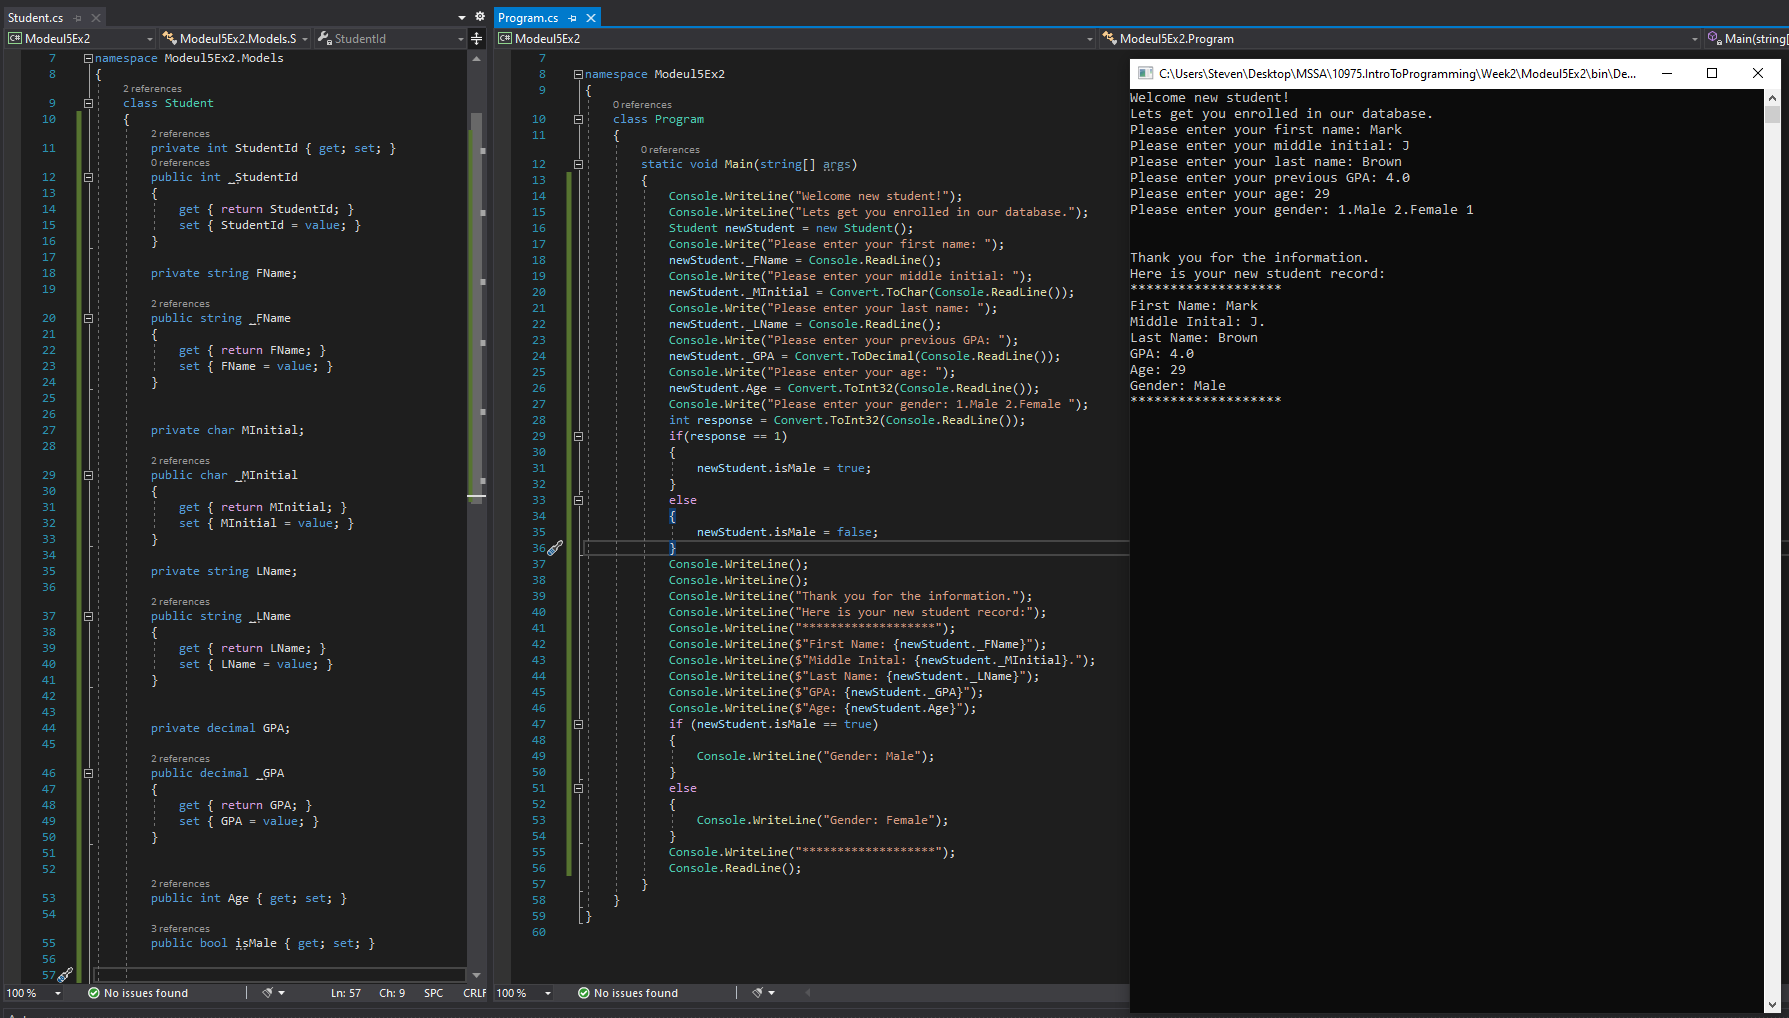 Student.cs
Modeul5Ex2
Modeul5Ex2.Models.S
StudentId
7 namespace Modeul5Ex2.Models
8 {
2 references
9 class Student
10 {
2 references
11 private int StudentId { get; set; }
0 references
12 public int _StudentId
13 {
14 get { return StudentId; }
15 set { StudentId = value; }
16 }
17
18 private string FName;
19
2 references
20 public string _FName
21 {
22 get { return FName; }
23 set { FName = value; }
24 }
25
26
27 private char MInitial;
28
2 references
29 public char _MInitial
30 {
31 get { return MInitial; }
32 set { MInitial = value; }
33 }
34
35 private string LName;
36
2 references
37 public string _LName
38 {
39 get { return LName; }
40 set { LName = value; }
41 }
42
43
44 private decimal GPA;
45
2 references
46 public decimal _GPA
47 {
48 get { return GPA; }
49 set { GPA = value; }
50 }
51
52
2 references
53 public int Age { get; set; }
54
3 references
55 public bool isMale { get; set; }
56
57
100 %
No issues found
Ln: 57 Ch: 9 SPC CRLF
Program.cs
Modeul5Ex2
Modeul5Ex2.Program
Main(string[
7
8 namespace Modeul5Ex2
9 {
0 references
10 class Program
11 {
0 references
12 static void Main(string[] args)
13 {
14 Console.WriteLine("Welcome new student!");
15 Console.WriteLine("Lets get you enrolled in our database.");
16 Student newStudent = new Student();
17 Console.Write("Please enter your first name: ");
18 newStudent._FName = Console.ReadLine();
19 Console.Write("Please enter your middle initial: ");
20 newStudent._MInitial = Convert.ToChar(Console.ReadLine());
21 Console.Write("Please enter your last name: ");
22 newStudent._LName = Console.ReadLine();
23 Console.Write("Please enter your previous GPA: ");
24 newStudent._GPA = Convert.ToDecimal(Console.ReadLine());
25 Console.Write("Please enter your age: ");
26 newStudent.Age = Convert.ToInt32(Console.ReadLine());
27 Console.Write("Please enter your gender: 1.Male 2.Female ");
28 int response = Convert.ToInt32(Console.ReadLine());
29 if(response == 1)
30 {
31 newStudent.isMale = true;
32 }
33 else
34 {
35 newStudent.isMale = false;
36 }
37 Console.WriteLine();
38 Console.WriteLine();
39 Console.WriteLine("Thank you for the information.");
40 Console.WriteLine("Here is your new student record:");
41 Console.WriteLine("*******************");
42 Console.WriteLine($"First Name: {newStudent._FName}");
43 Console.WriteLine($"Middle Inital: {newStudent._MInitial}.");
44 Console.WriteLine($"Last Name: {newStudent._LName}");
45 Console.WriteLine($"GPA: {newStudent._GPA}");
46 Console.WriteLine($"Age: {newStudent.Age}");
47 if (newStudent.isMale == true)
48 {
49 Console.WriteLine("Gender: Male");
50 }
51 else
52 {
53 Console.WriteLine("Gender: Female");
54 }
55 Console.WriteLine("*******************");
56 Console.ReadLine();
57 }
58 }
59 }
60
100 %
No issues found
C:\Users\Steven\Desktop\MSSA\10975.IntroToProgramming\Week2\Modeul5Ex2\bin\De...
Welcome new student!
Lets get you enrolled in our database.
Please enter your first name: Mark
Please enter your middle initial: J
Please enter your last name: Brown
Please enter your previous GPA: 4.0
Please enter your age: 29
Please enter your gender: 1.Male 2.Female 1
Thank you for the information.
Here is your new student record:
*******************
First Name: Mark
Middle Inital: J.
Last Name: Brown
GPA: 4.0
Age: 29
Gender: Male
*******************